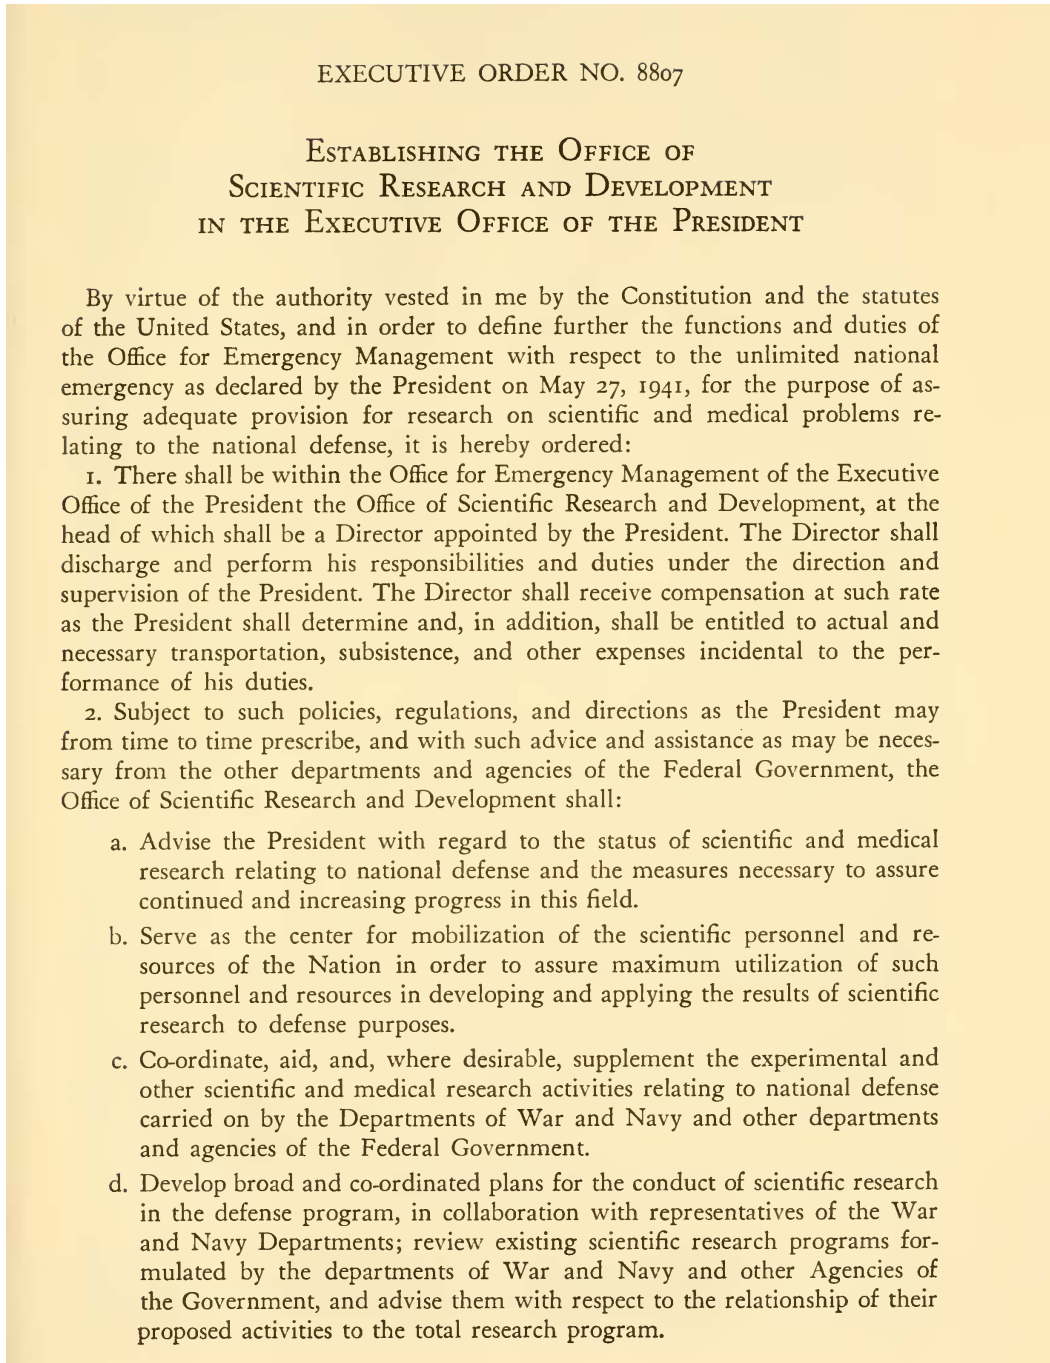 EXECUTIVE ORDER NO. 8807
Establishing the Office of
Scientific Research and Development
in the Executive Office of the President
By virtue of the authority vested in me by the Constitution and the statutes
of the United States, and in order to define further the functions and duties of
the Office for Emergency Management with respect to the unlimited national
emergency as declared by the President on May 27, 1941, for the purpose of as-
suring adequate provision for research on scientific and medical problems re-
lating to the national defense, it is hereby ordered:
1. There shall be within the Office for Emergency Management of the Executive
Office of the President the Office of Scientific Research and Development, at the
head of which shall be a Director appointed by the President. The Director shall
discharge and perform his responsibilities and duties under the direction and
supervision of the President. The Director shall receive compensation at such rate
as the President shall determine and, in addition, shall be entitled to actual and
necessary transportation, subsistence, and other expenses incidental to the per-
formance of his duties.
2. Subject to such policies, regulations, and directions as the President may
from time to time prescribe, and with such advice and assistance as may be neces-
sary from the other departments and agencies of the Federal Government, the
Office of Scientific Research and Development shall:
a. Advise the President with regard to the status of scientific and medical
research relating to national defense and the measures necessary to assure
continued and increasing progress in this field.
b. Serve as the center for mobilization of the scientific personnel and re-
sources of the Nation in order to assure maximum utilization of such
personnel and resources in developing and applying the results of scientific
research to defense purposes.
c. Co-ordinate, aid, and, where desirable, supplement the experimental and
other scientific and medical research activities relating to national defense
carried on by the Departments of War and Navy and other departments
and agencies of the Federal Government.
d. Develop broad and co-ordinated plans for the conduct of scientific research
in the defense program, in collaboration with representatives of the War
and Navy Departments; review existing scientific research programs for-
mulated by the departments of War and Navy and other Agencies of
the Government, and advise them with respect to the relationship of their
proposed activities to the total research program.